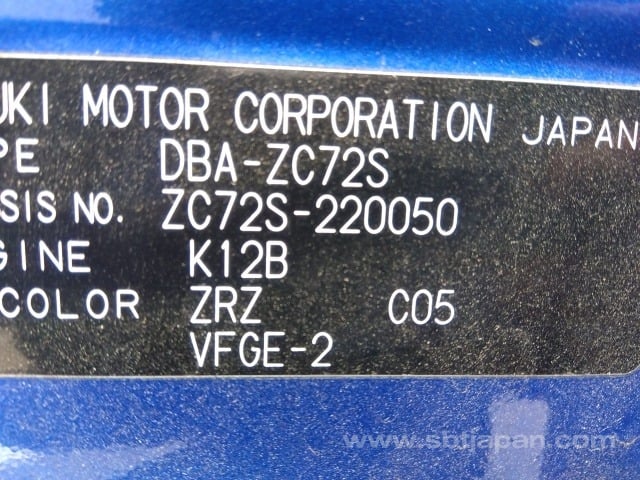 UKI MOTOR CORPORATION JAPAN
PE DBA-ZC72S
SIS NO. ZC72S-220050
GINE K12B
COLOR ZRZ C05
VFGE-2
www.sbtjapan.com